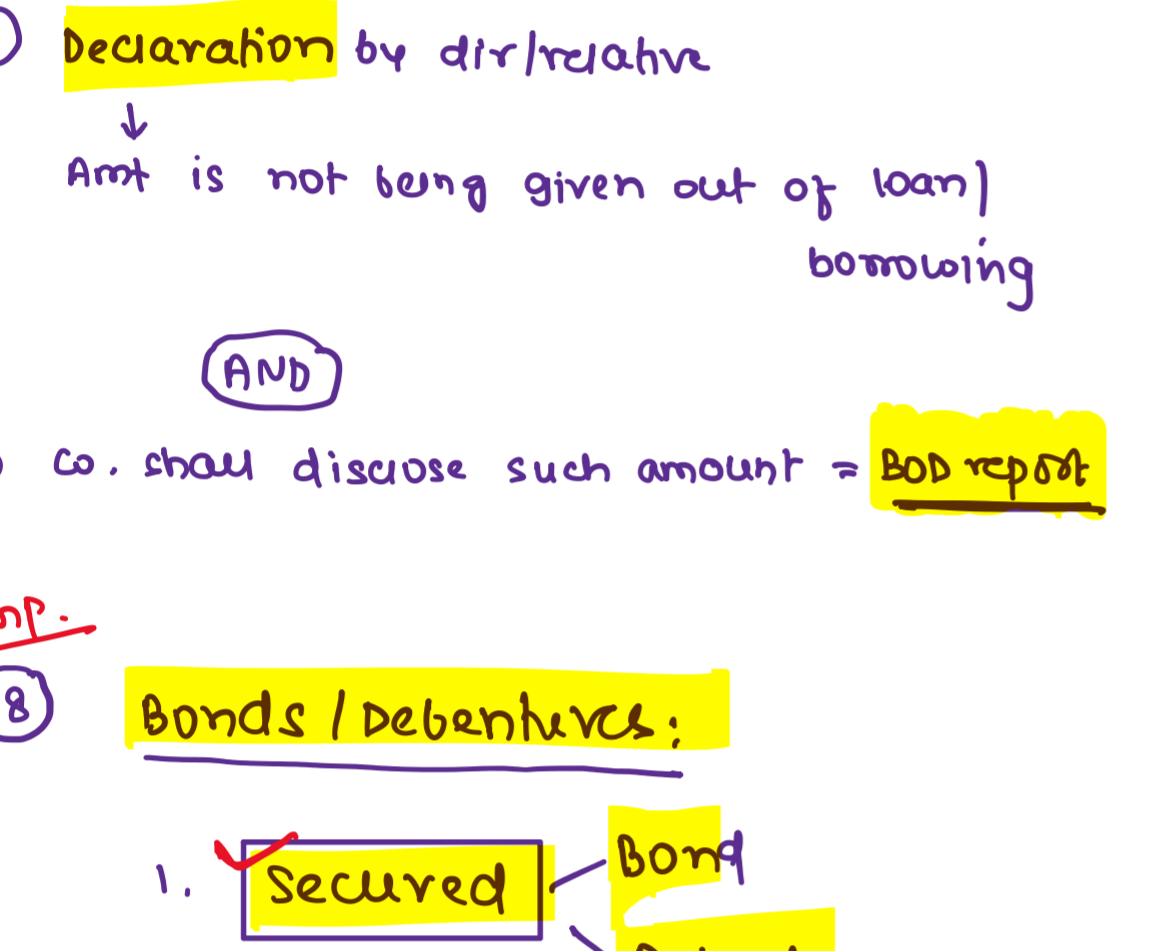 Declaration by dir/relative
↓
Amt is not being given out of loan/
borrowing
AND
co. shall disclose such amount = BOD report
mp.
8 Bonds / Debentures:
1. Secured
Bond